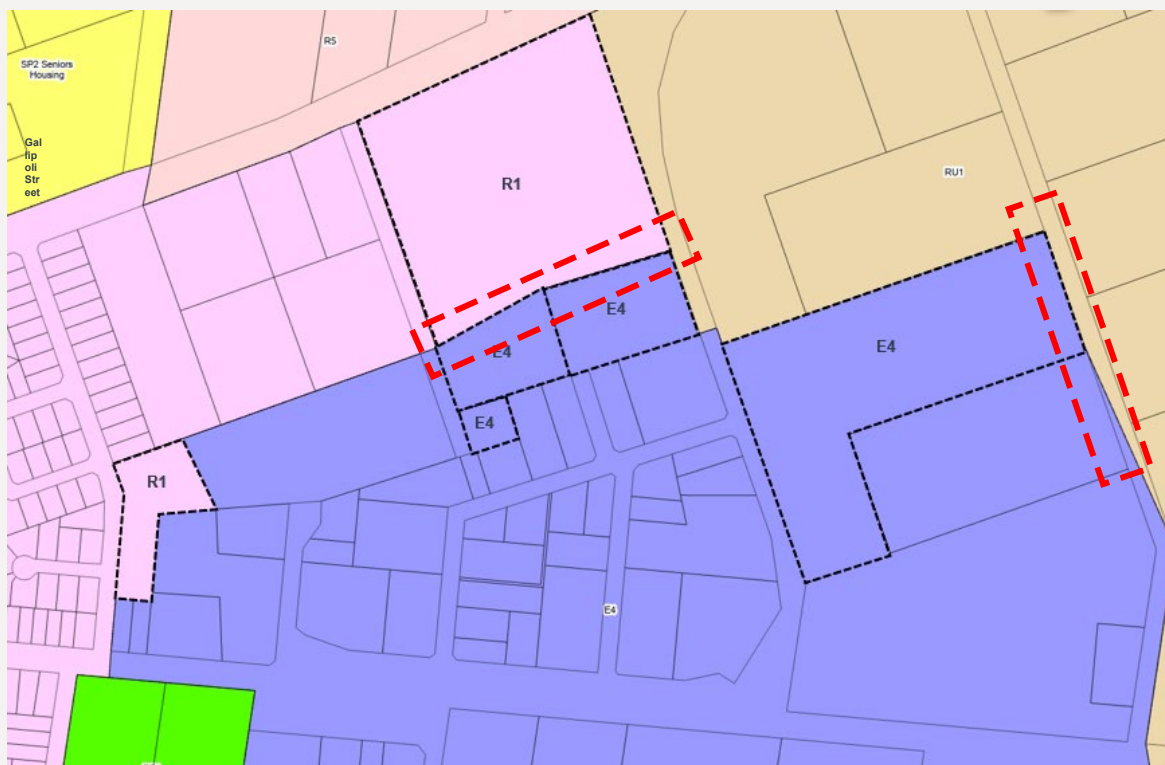 R5
SP2 Seniors
Housing
Gal
lip
oli
Str
eet
R1
RU1
E4
E4
E4
E4
R1
E4